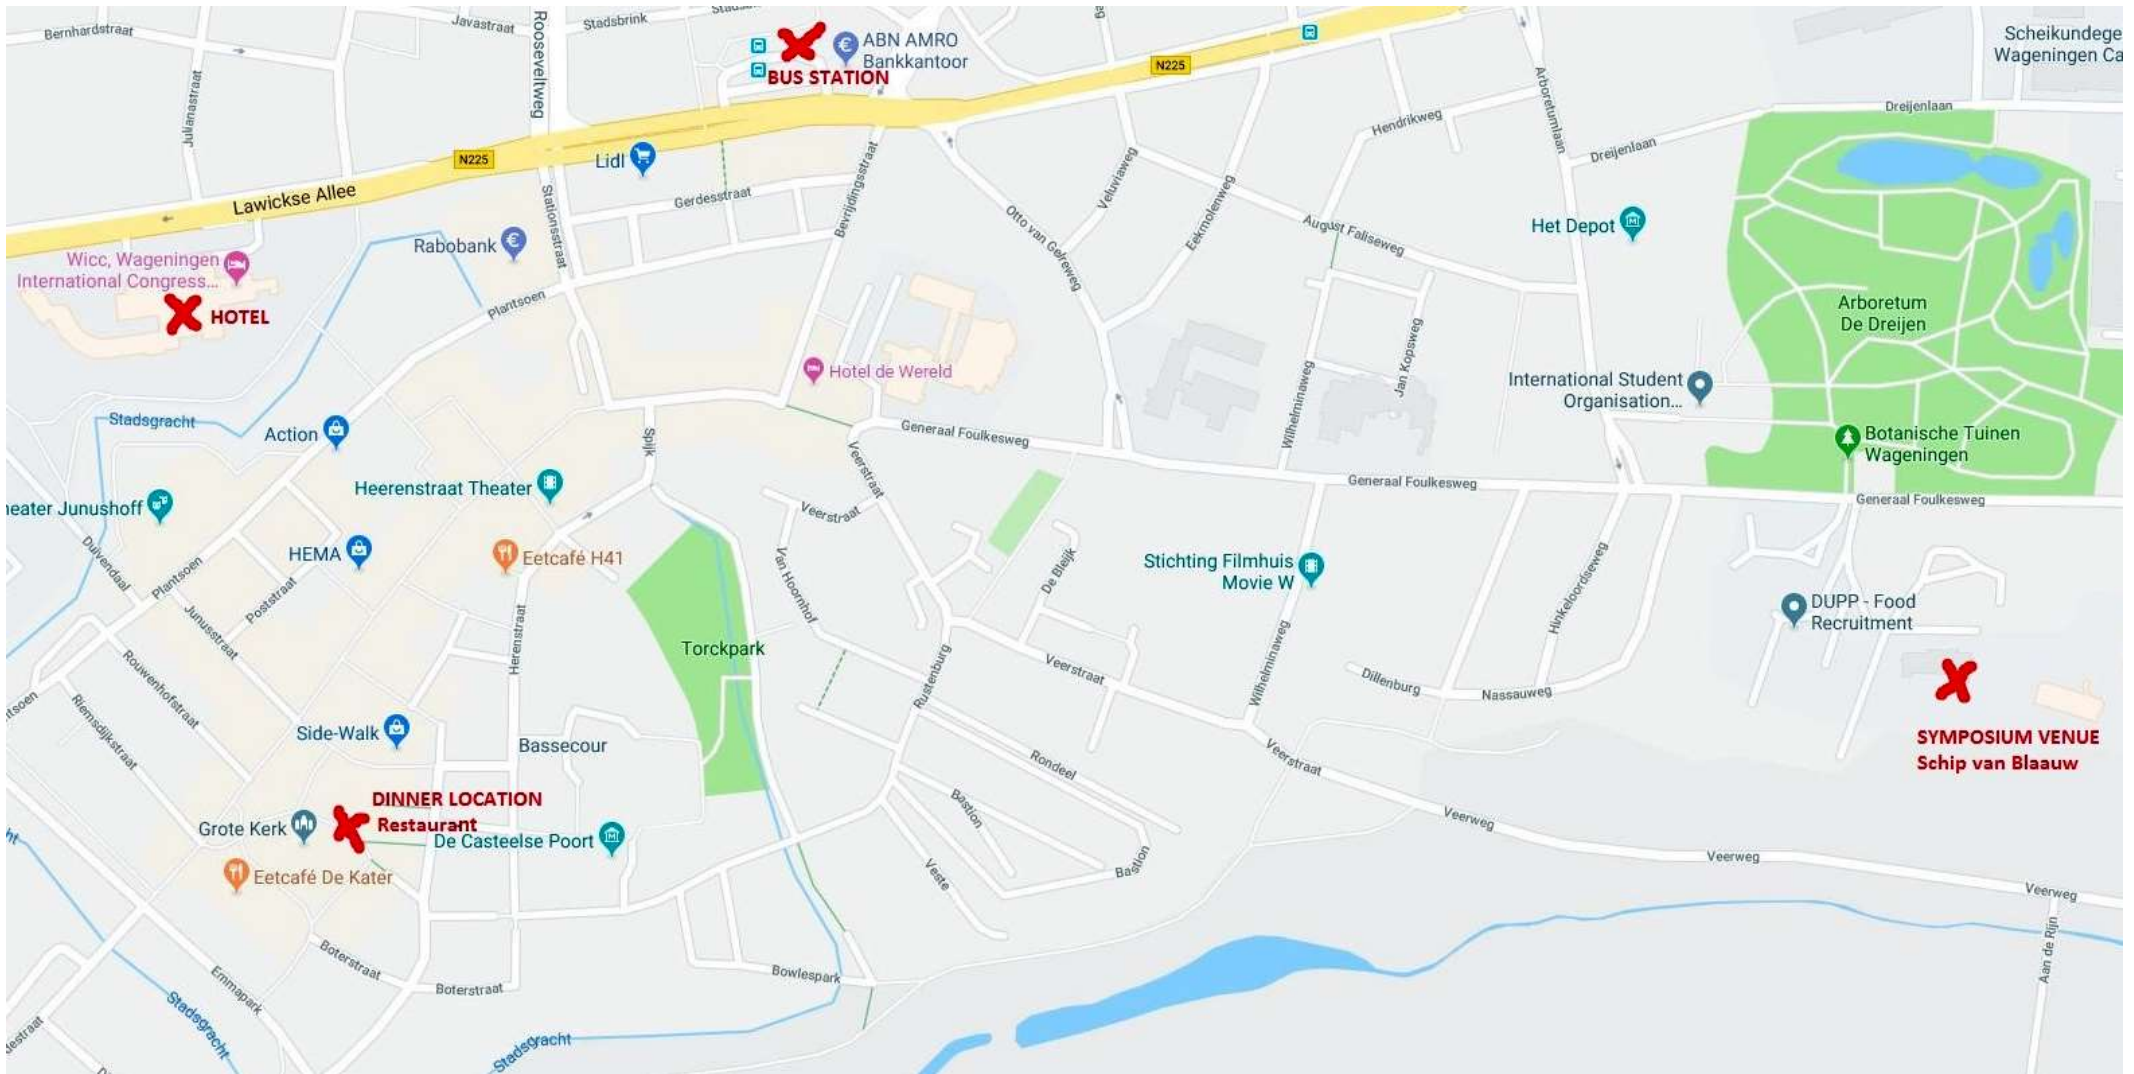 Bernhardstraat
Javastraat
Rooseveltweg
Stadsbrink
BUS STATION
ABN AMRO
Bankkantoor
N225
Scheikundege
Wageningen Ca
Julianastraat
Arboretumlaan
Dreijenlaan
Hendrikweg
Dreijenlaan
N225
Lidl
Lawickse Allee
Stationsstraat
Gerdesstraat
Bevrijdingsstraat
Otto van Gelreweg
Veluviaweg
Eekmolenweg
August Faliseweg
Het Depot
Rabobank
Wicc, Wageningen
International Congress...
HOTEL
Plantsoen
Arboretum
De Dreijen
Hotel de Wereld
Wilhelminaweg
Jan Kopsweg
International Student
Organisation...
Stadsgracht
Action
Spijk
Generaal Foulkesweg
Veerstraat
Botanische Tuinen
Wageningen
Generaal Foulkesweg
Generaal Foulkesweg
Heerenstraat Theater
eater Junushoff
Veerstraat
Duivendaal
HEMA
Eetcafé H41
Van Hoornhof
De Bleijk
Stichting Filmhuis
Movie W
Hinkeloordseweg
Plantsoen
Poststraat
Junusstraat
Herenstraat
DUPP - Food
Recruitment
Torckpark
Rouwenhofstraat
Rustenburg
Veerstraat
Wilhelminaweg
Dillenburg
Nassauweg
tsoen
Riemsdijkstraat
Side-Walk
Bassecour
SYMPOSIUM VENUE
Schip van Blaauw
Rondeel
Veerstraat
DINNER LOCATION
Restaurant
Grote Kerk
De Casteelse Poort
Bastion
Bastion
Veerweg
Veerweg
Veerweg
Eetcafé De Kater
Veste
Boterstraat
Boterstraat
Bowlespark
Emmapark
Aan de Rijn
Stadsgracht
Stadsgracht
destraat